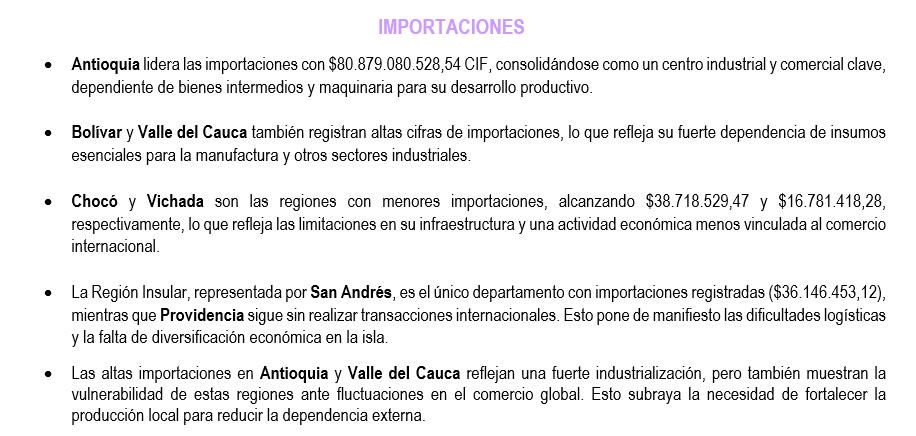 IMPORTACIONES
• Antioquia lidera las importaciones con $80.879.080.528,54 CIF, consolidándose como un centro industrial y comercial clave,
dependiente de bienes intermedios y maquinaria para su desarrollo productivo.
• Bolívar y Valle del Cauca también registran altas cifras de importaciones, lo que refleja su fuerte dependencia de insumos
esenciales para la manufactura y otros sectores industriales.
• Chocó y Vichada son las regiones con menores importaciones, alcanzando $38.718.529,47 y $16.781.418,28,
respectivamente, lo que refleja las limitaciones en su infraestructura y una actividad económica menos vinculada al comercio
internacional.
• La Región Insular, representada por San Andrés, es el único departamento con importaciones registradas ($36.146.453,12),
mientras que Providencia sigue sin realizar transacciones internacionales. Esto pone de manifiesto las dificultades logísticas
y la falta de diversificación económica en la isla.
• Las altas importaciones en Antioquia y Valle del Cauca reflejan una fuerte industrialización, pero también muestran la
vulnerabilidad de estas regiones ante fluctuaciones en el comercio global. Esto subraya la necesidad de fortalecer la
producción local para reducir la dependencia externa.